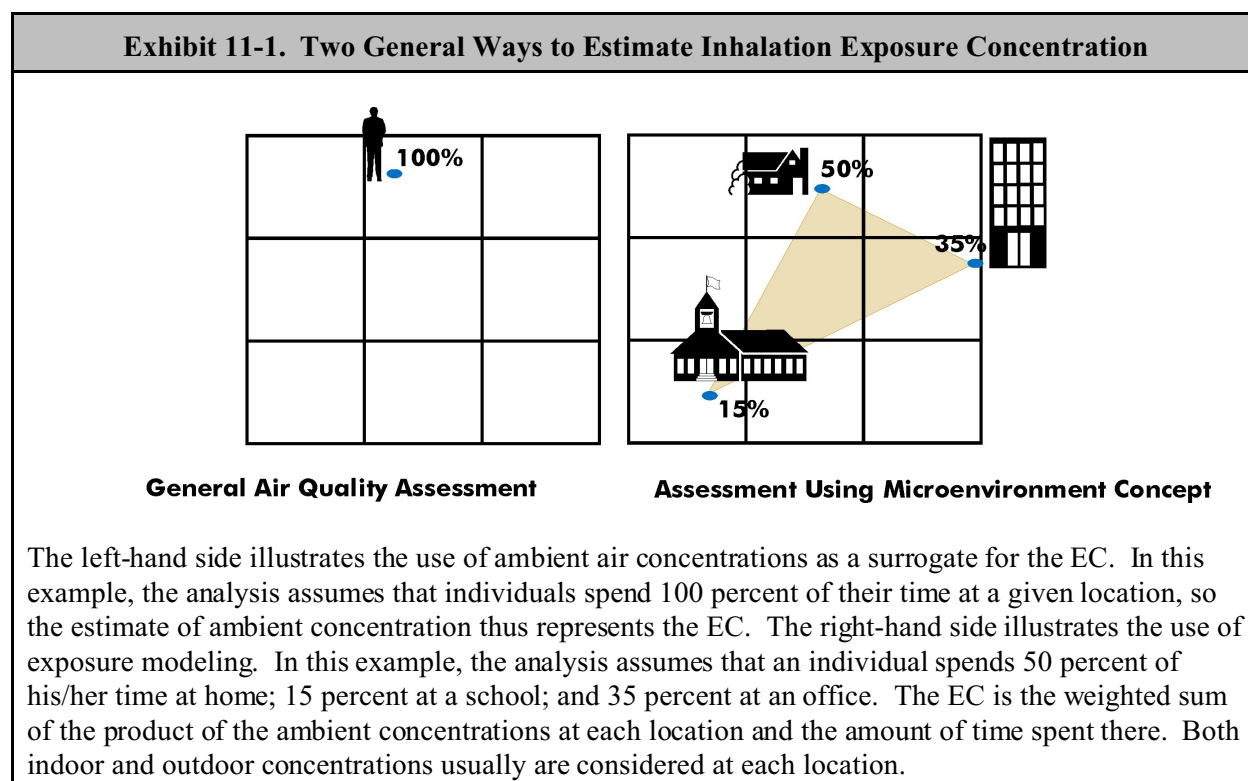 Exhibit 11-1.  Two General Ways to Estimate Inhalation Exposure Concentration
100%
50%
35%
15%
General Air Quality Assessment
Assessment Using Microenvironment Concept
The left-hand side illustrates the use of ambient air concentrations as a surrogate for the EC.  In this
example, the analysis assumes that individuals spend 100 percent of their time at a given location, so
the estimate of ambient concentration thus represents the EC.  The right-hand side illustrates the use of
exposure modeling.  In this example, the analysis assumes that an individual spends 50 percent of
his/her time at home; 15 percent at a school; and 35 percent at an office.  The EC is the weighted sum
of the product of the ambient concentrations at each location and the amount of time spent there.  Both
indoor and outdoor concentrations usually are considered at each location.